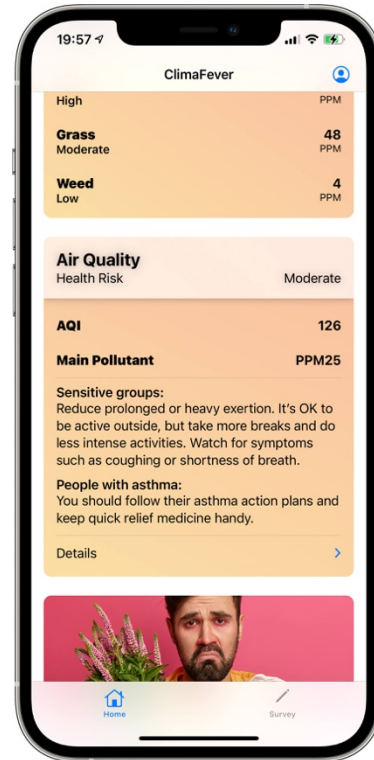 19:57
ClimaFever
High
PPM
Grass
48
Moderate
PPM
Weed
4
Low
PPM
Air Quality
Health Risk
Moderate
AQI
126
Main Pollutant
PPM25
Sensitive groups:
Reduce prolonged or heavy exertion. It's OK to
be active outside, but take more breaks and do
less intense activities. Watch for symptoms
such as coughing or shortness of breath.
People with asthma:
You should follow their asthma action plans and
keep quick relief medicine handy.
Details
Home
Survey